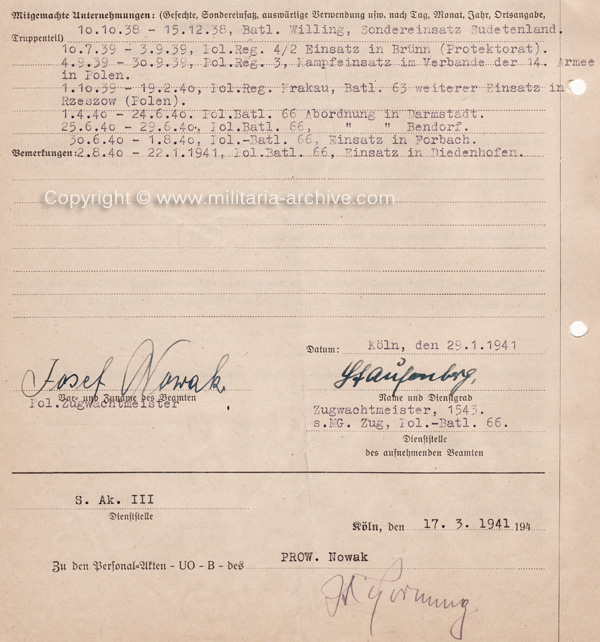 Mitgemachte Unternehmungen: (Gefechte, Sondereinsatz, auswärtige Verwendung usw. nach Tag, Monat, Jahr, Ortsangabe,
Truppenteil) 10.10.38 - 15.12.38, Batl. Willing, Sondereinsatz Sudetenland.
10.7.39 - 3.9.39, Pol.Reg. 4/2 Einsatz in Brünn (Protektorat).
4.9.39 - 30.9.39, Pol.Reg. 3, Kampfeinsatz im Verbande der 14. Armee
in Polen.
1.10.39 - 19.2.40, Pol.Reg. Krakau, Batl. 63 weiterer Einsatz in
Rzeszow (Polen).
1.4.40 - 24.6.40. Pol.Batl. 66 Abordnung in Darmstadt.
25.6.40 - 29.6.40, Pol.Batl. 66, " " Bendorf.
30.6.40 - 1.8.40, Pol.-Batl. 66, Einsatz in Forbach.
Bemerkungen: 2.8.40 - 22.1.1941, Pol.Batl. 66, Einsatz in Diedenhofen.
Copyright © www.militaria-archive.com
Datum: Köln, den 29.1.1941
Josef Nowak
Vor- und Zuname des Beamten
Pol.Zugwachtmeister
Name und Dienstgrad
Zugwachtmeister, 1543.
s.MG. Zug, Pol.-Batl. 66.
Dienststelle
des aufnehmenden Beamten
S. Ak. III
Dienststelle
Köln, den 17. 3. 1941 194
Zu den Personal-Akten - UO - B - des PROW. Nowak